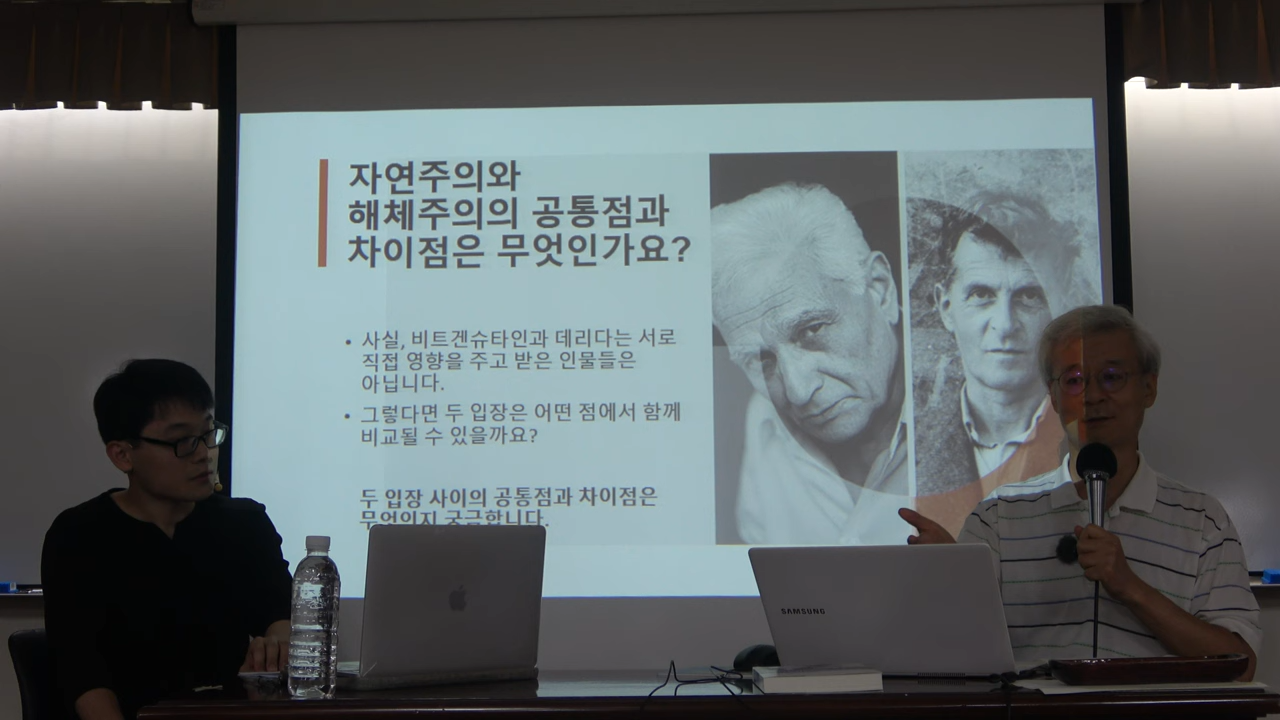 자연주의와
해체주의의 공통점과
차이점은 무엇인가요?
• 사실, 비트겐슈타인과 데리다는 서로
직접 영향을 주고 받은 인물들은
아닙니다.
• 그렇다면 두 입장은 어떤 점에서 함께
비교될 수 있을까요?
두 입장 사이의 공통점과 차이점은
무엇인지 궁금합니다.
SAMSUNG